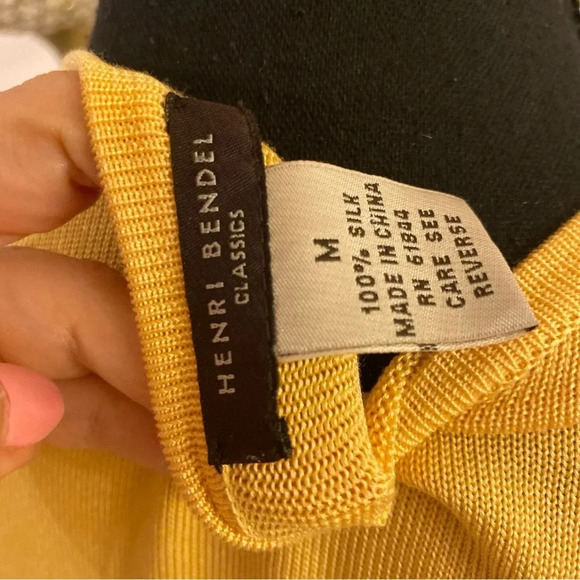 HENRI BENDEL
CLASSICS
M
100% SILK
MADE IN CHINA
RN 61844
CARE SEE
REVERSE